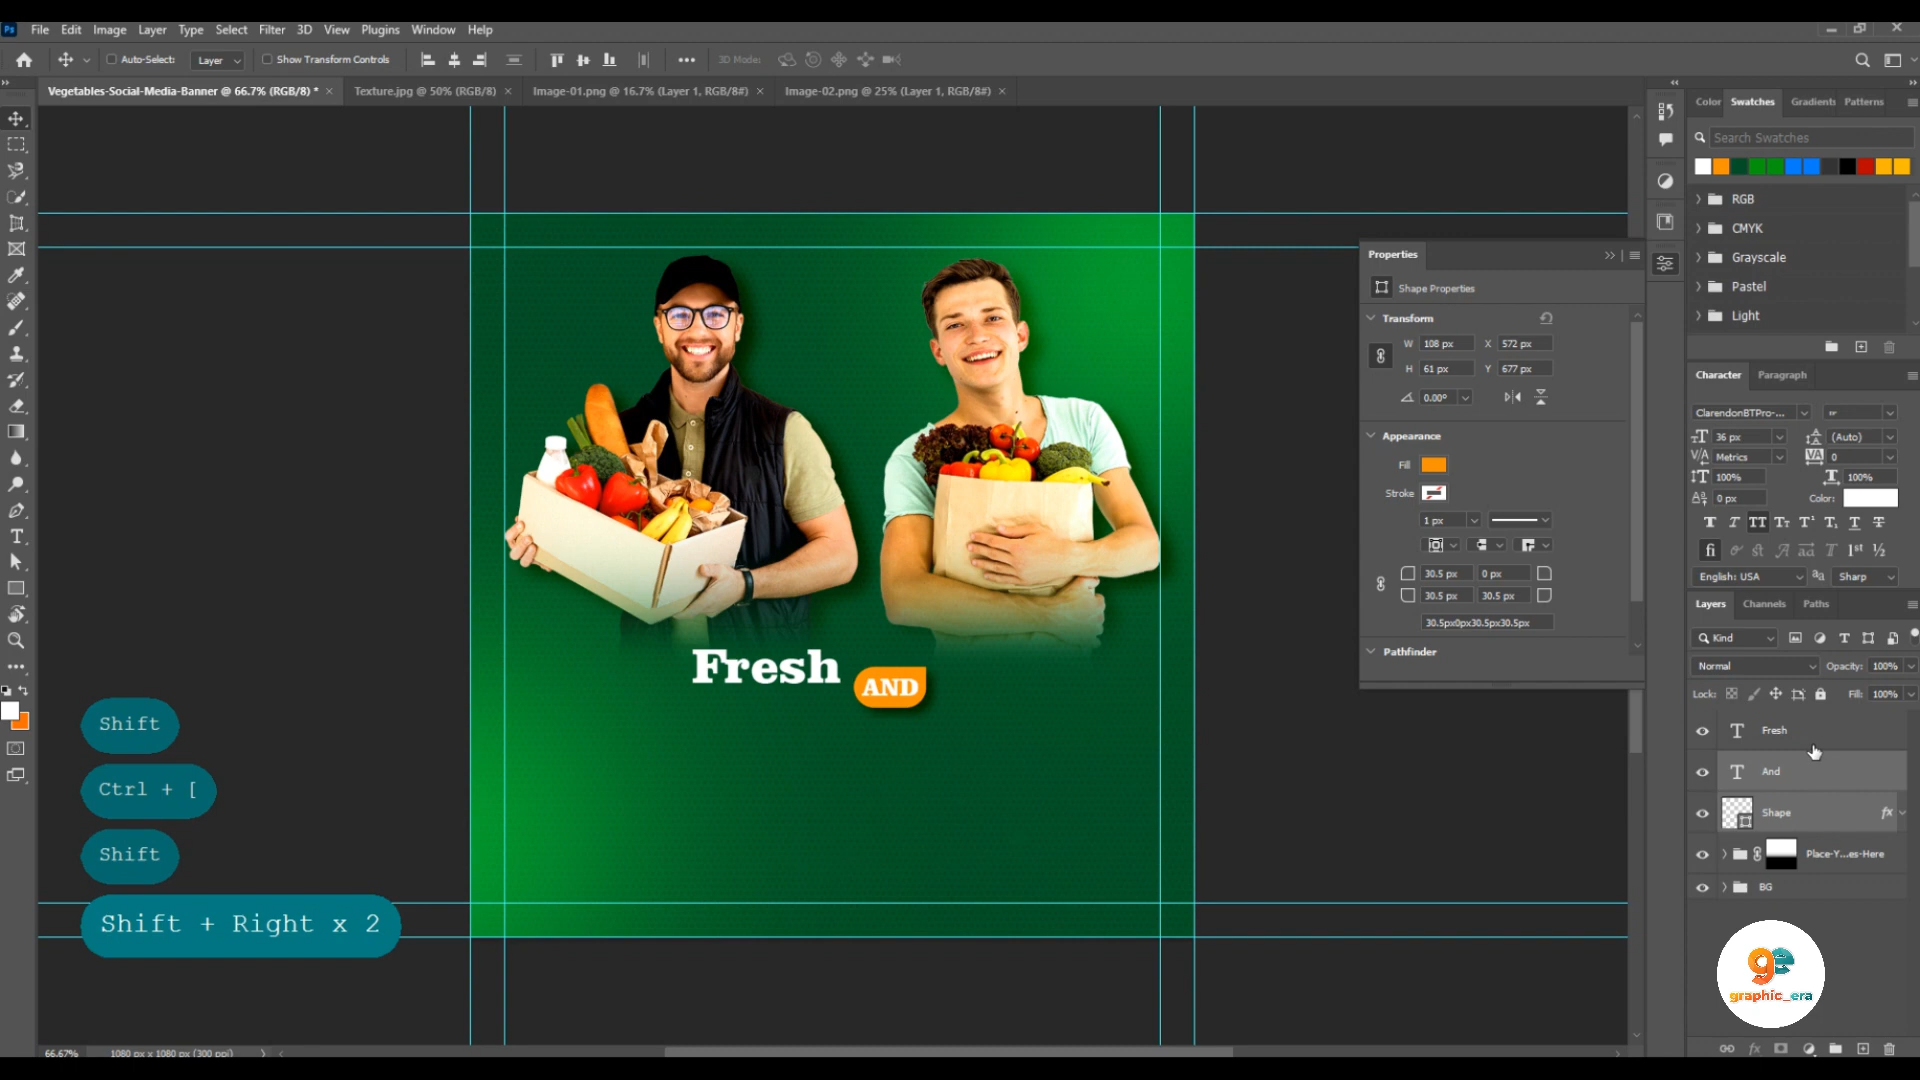 Ps File Edit Image Layer Type Select Filter 3D View Plugins Window Help
Auto-Select: Layer Show Transform Controls 3D Mode:
Vegetables-Social-Media-Banner @ 66.7% (RGB/8) * Texture.jpg @ 50% (RGB/8) Image-01.png @ 16.7% (Layer 1, RGB/8#) Image-02.png @ 25% (Layer 1, RGB/8#)
Color Swatches Gradients Patterns
Search Swatches
RGB
CMYK
Grayscale
Pastel
Light
Properties
Shape Properties
Transform
W 108 px X 572 px
H 61 px Y 677 px
0.00°
Appearance
Fill
Stroke
1 px
30.5 px 0 px
30.5 px 30.5 px
30.5px0px30.5px30.5px
Pathfinder
Character Paragraph
ClarendonBTPro-...
36 px (Auto)
Metrics 0
100% 100%
0 px Color:
English: USA aa Sharp
Layers Channels Paths
Kind
Normal Opacity: 100%
Lock: Fill: 100%
Fresh
And
Shape fx
Place-Y...es-Here
BG
Fresh
AND
Shift
Ctrl + [
Shift
Shift + Right x 2
ge
graphic_era
66.67% 1080 px x 1080 px (300 ppi)